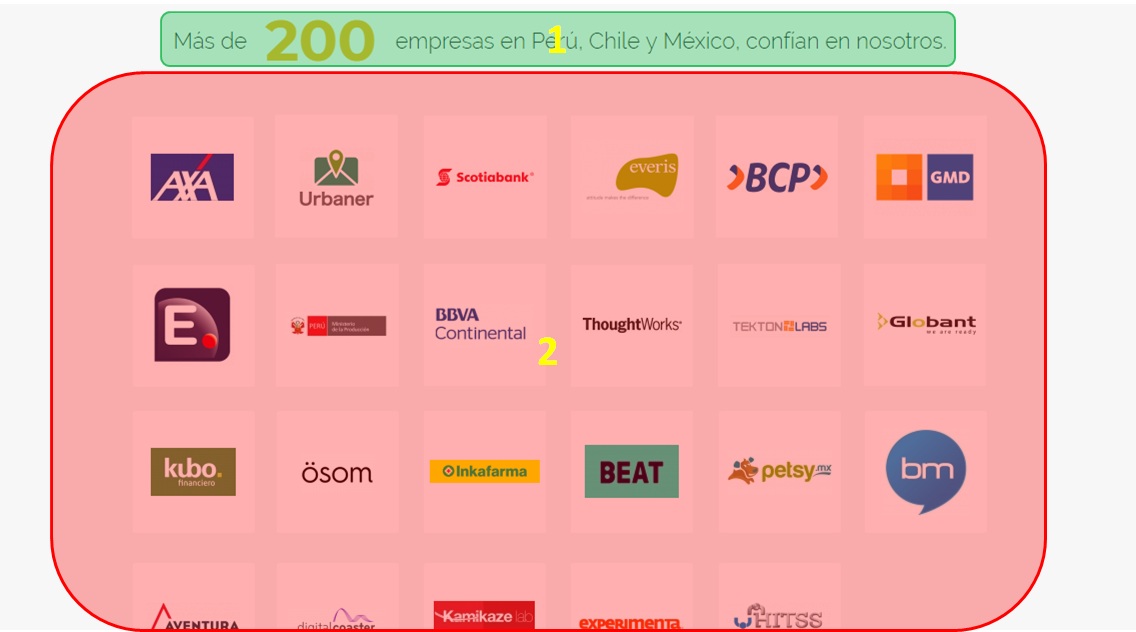 Más de 200 empresas en Perú, Chile y México, confían en nosotros.
1
AXA
Urbaner
Scotiabank®
everis
attitude makes the difference
BCP
GMD
E.
PERÚ
Ministerio
de la Producción
BBVA
Continental
2
ThoughtWorks®
TEKTON LABS
Globant
we are ready
kubo.
financiero
ösom
Inkafarma
BEAT
petsy.mx
bm
AVENTURA
digitalcoaster
Kamikaze lab
EXPERIMENTA
HITSS